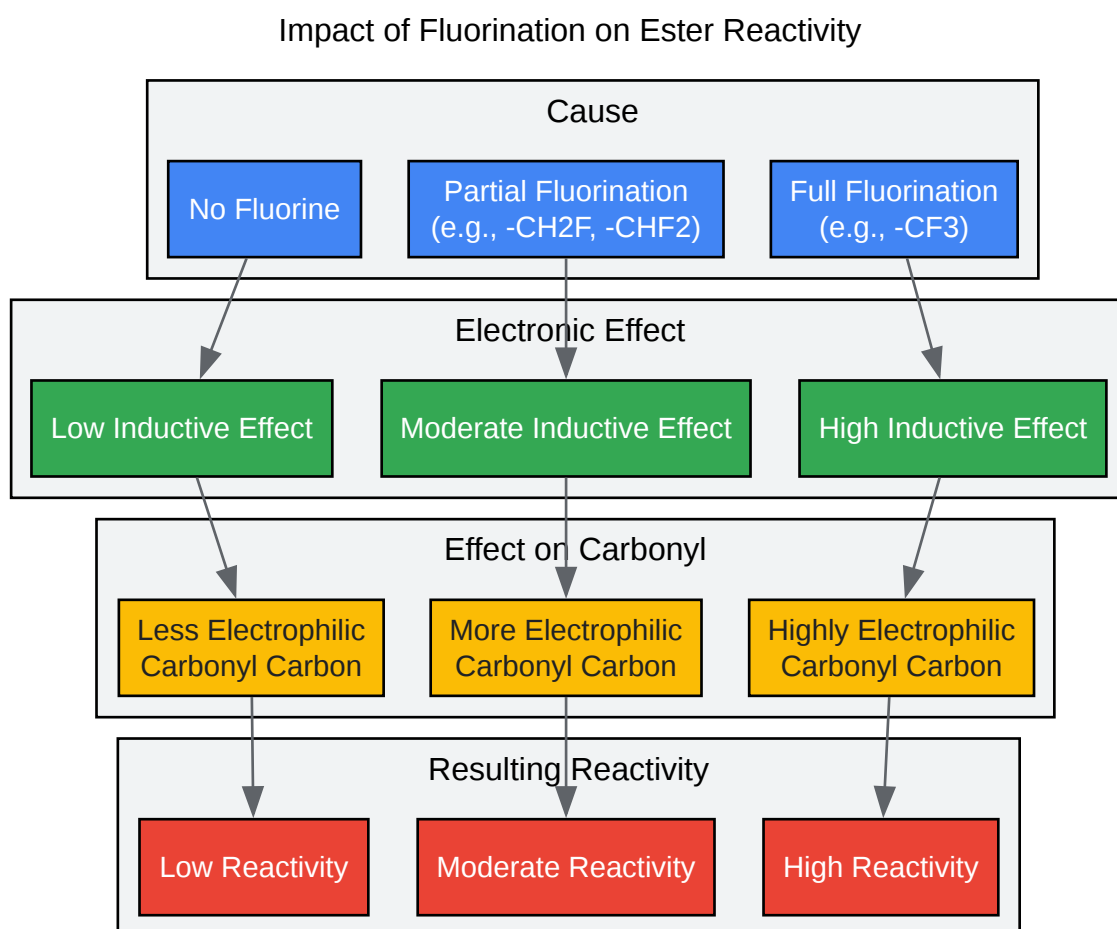 Impact of Fluorination on Ester Reactivity
Cause
No Fluorine
Partial Fluorination
(e.g., -CH2F, -CHF2)
Full Fluorination
(e.g., -CF3)
Electronic Effect
Low Inductive Effect
Moderate Inductive Effect
High Inductive Effect
Effect on Carbonyl
Less Electrophilic
Carbonyl Carbon
More Electrophilic
Carbonyl Carbon
Highly Electrophilic
Carbonyl Carbon
Resulting Reactivity
Low Reactivity
Moderate Reactivity
High Reactivity